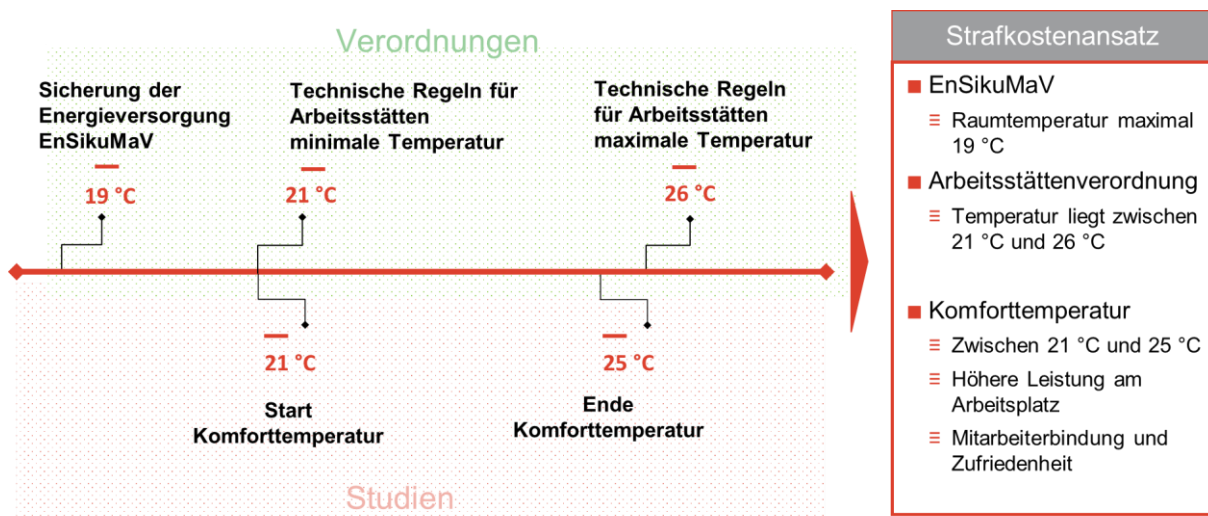 Verordnungen
Sicherung der
Energieversorgung
EnSikuMaV
19 °C
Technische Regeln für
Arbeitsstätten
minimale Temperatur
21 °C
Technische Regeln
für Arbeitsstätten
maximale Temperatur
26 °C
21 °C
Start
Komforttemperatur
25 °C
Ende
Komforttemperatur
Studien
Strafkostenansatz
EnSikuMaV
Raumtemperatur maximal
19 °C
Arbeitsstättenverordnung
Temperatur liegt zwischen
21 °C und 26 °C
Komforttemperatur
Zwischen 21 °C und 25 °C
Höhere Leistung am
Arbeitsplatz
Mitarbeiterbindung und
Zufriedenheit